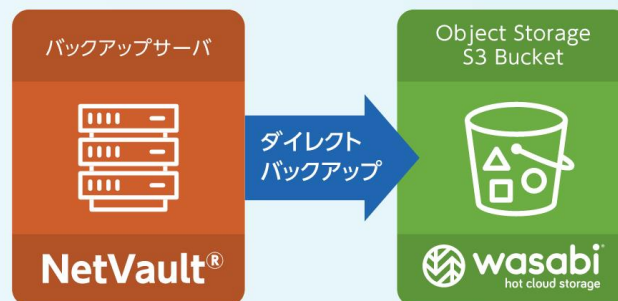 バックアップサーバ
NetVault®
ダイレクト
バックアップ
Object Storage
S3 Bucket
wasabi
hot cloud storage